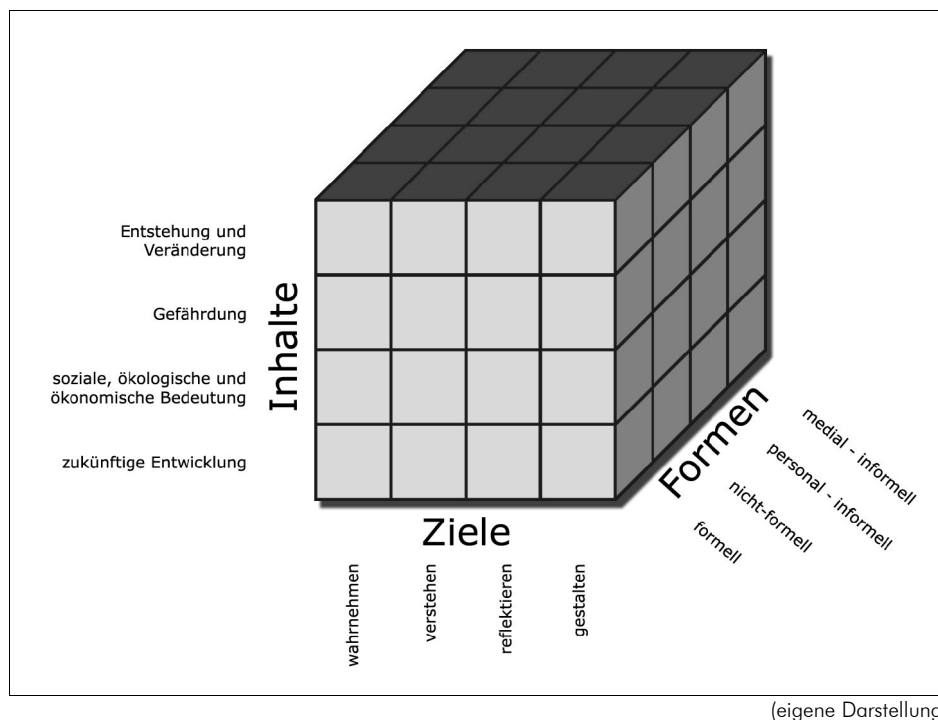 Entstehung und
Veränderung
Gefährdung
soziale, ökologische und
ökonomische Bedeutung
zukünftige Entwicklung
Inhalte
Ziele
wahrnehmen
verstehen
reflektieren
gestalten
Formen
formell
nicht-formell
personal - informell
medial - informell
(eigene Darstellung